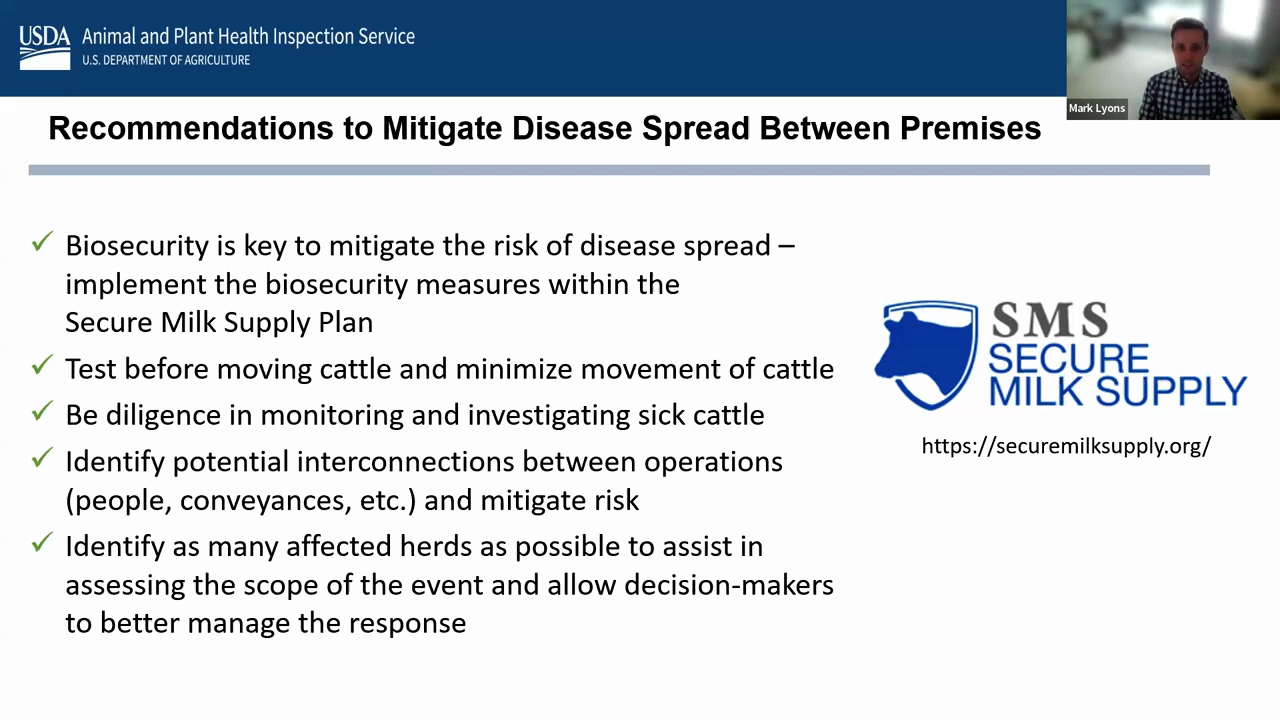 USDA
Animal and Plant Health Inspection Service
U.S. DEPARTMENT OF AGRICULTURE
Mark Lyons
Recommendations to Mitigate Disease Spread Between Premises
✓ Biosecurity is key to mitigate the risk of disease spread –
implement the biosecurity measures within the
Secure Milk Supply Plan
✓ Test before moving cattle and minimize movement of cattle
✓ Be diligence in monitoring and investigating sick cattle
✓ Identify potential interconnections between operations
(people, conveyances, etc.) and mitigate risk
✓ Identify as many affected herds as possible to assist in
assessing the scope of the event and allow decision-makers
to better manage the response
SMS
SECURE
MILK SUPPLY
https://securemilksupply.org/